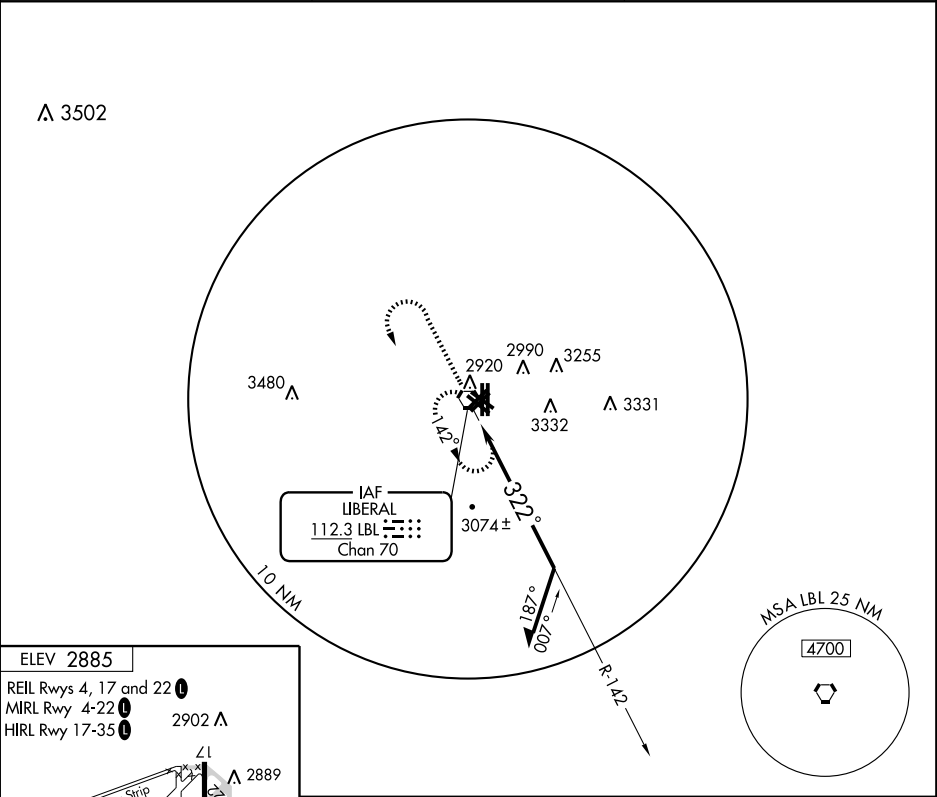 3502
2920
2990
3255
3480
3332
3331
142°
322°
IAF
LIBERAL
112.3 LBL
Chan 70
3074±
10 NM
187°
007°
R-142
MSA LBL 25 NM
4700
ELEV 2885
REIL Rwys 4, 17 and 22 L
MIRL Rwy 4-22 L
HIRL Rwy 17-35 L
2902
17
2889
Strip
22